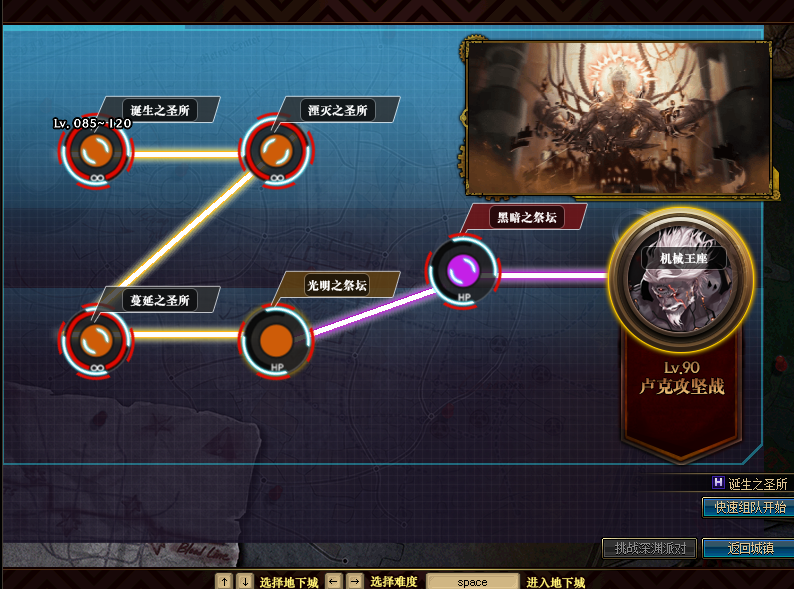 诞生之圣所
湮灭之圣所
Lv. 085~120
∞
∞
黑暗之祭坛
机械王座
HP
蔓延之圣所
光明之祭坛
∞
HP
Lv.90
卢克攻坚战
H 诞生之圣所
快速组队开始
挑战深渊派对
返回城镇
Blood Line
↑ ↓ 选择地下城 ← → 选择难度 space 进入地下城